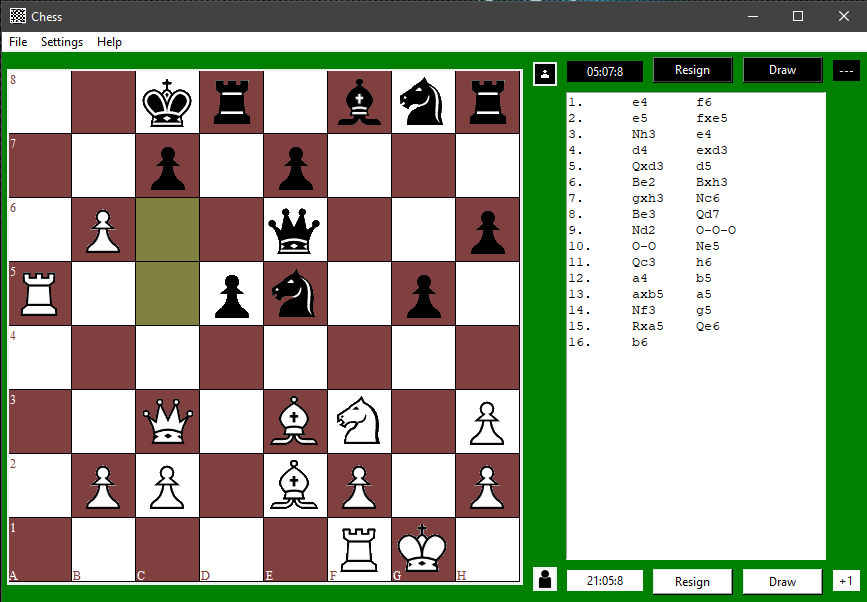 Chess
File Settings Help
05:07:8 Resign Draw ---
8
7
6
5
4
3
2
1
A B C D E F G H
1. e4 f6
2. e5 fxe5
3. Nh3 e4
4. d4 exd3
5. Qxd3 d5
6. Be2 Bxh3
7. gxh3 Nc6
8. Be3 Qd7
9. Nd2 O-O-O
10. O-O Ne5
11. Qc3 h6
12. a4 b5
13. axb5 a5
14. Nf3 g5
15. Rxa5 Qe6
16. b6
21:05:8 Resign Draw +1